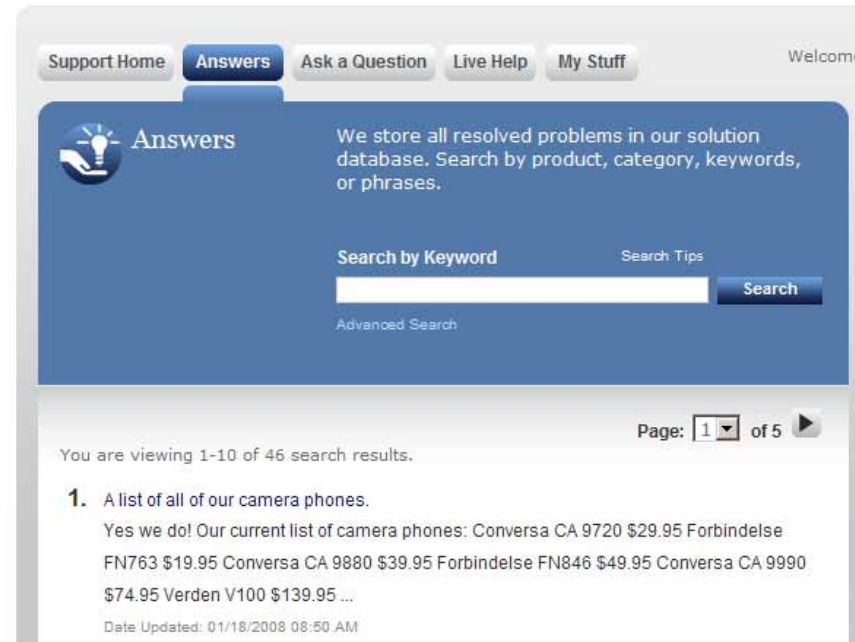 Support Home Answers Ask a Question Live Help My Stuff Welcome
Answers
We store all resolved problems in our solution
database. Search by product, category, keywords,
or phrases.
Search by Keyword Search Tips
Search
Advanced Search
Page: 1 of 5
You are viewing 1-10 of 46 search results.
1. A list of all of our camera phones.
Yes we do! Our current list of camera phones: Conversa CA 9720 $29.95 Forbindelse
FN763 $19.95 Conversa CA 9880 $39.95 Forbindelse FN846 $49.95 Conversa CA 9990
$74.95 Verden V100 $139.95 ...
Date Updated: 01/18/2008 08:50 AM